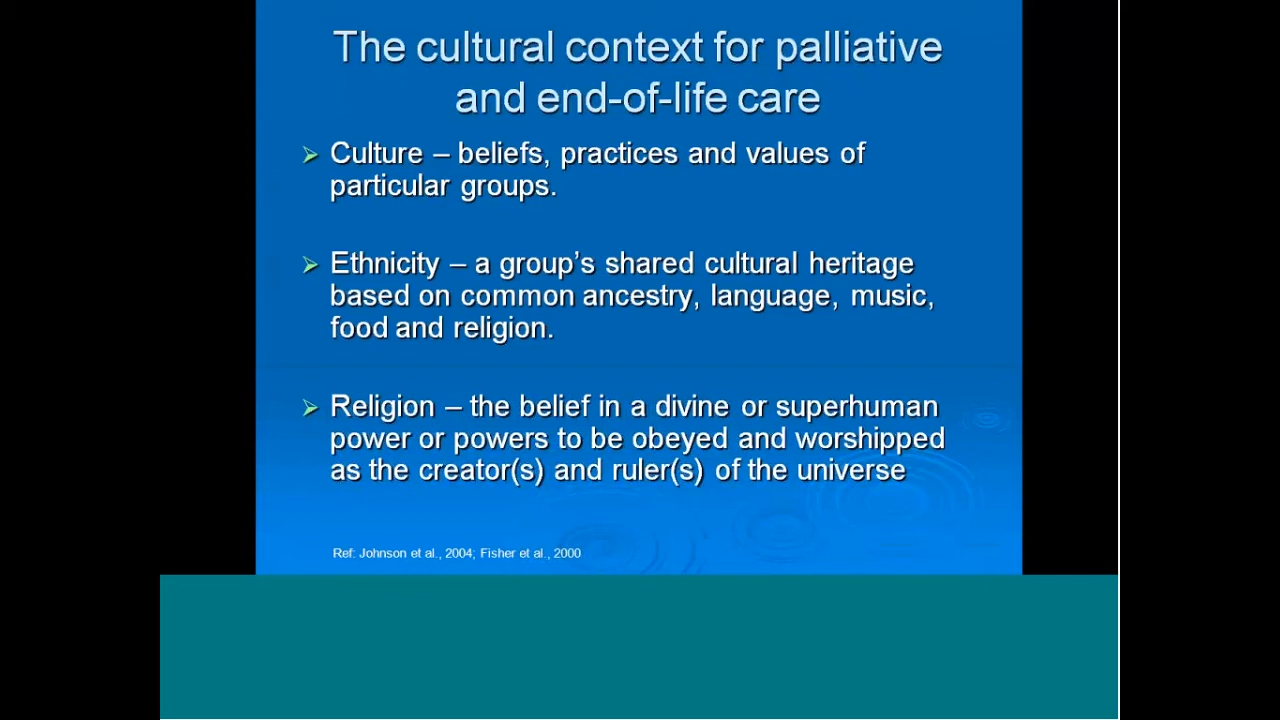 The cultural context for palliative
and end-of-life care
➢ Culture – beliefs, practices and values of
particular groups.
➢ Ethnicity – a group’s shared cultural heritage
based on common ancestry, language, music,
food and religion.
➢ Religion – the belief in a divine or superhuman
power or powers to be obeyed and worshipped
as the creator(s) and ruler(s) of the universe
Ref: Johnson et al., 2004; Fisher et al., 2000